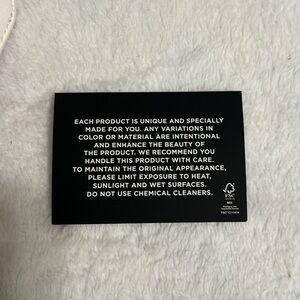 EACH PRODUCT IS UNIQUE AND SPECIALLY
MADE FOR YOU. ANY VARIATIONS IN
COLOR OR MATERIAL ARE INTENTIONAL
AND ENHANCE THE BEAUTY OF
THE PRODUCT. WE RECOMMEND YOU
HANDLE THIS PRODUCT WITH CARE.
TO MAINTAIN THE ORIGINAL APPEARANCE,
PLEASE LIMIT EXPOSURE TO HEAT,
SUNLIGHT AND WET SURFACES.
DO NOT USE CHEMICAL CLEANERS.
FSC
MIX